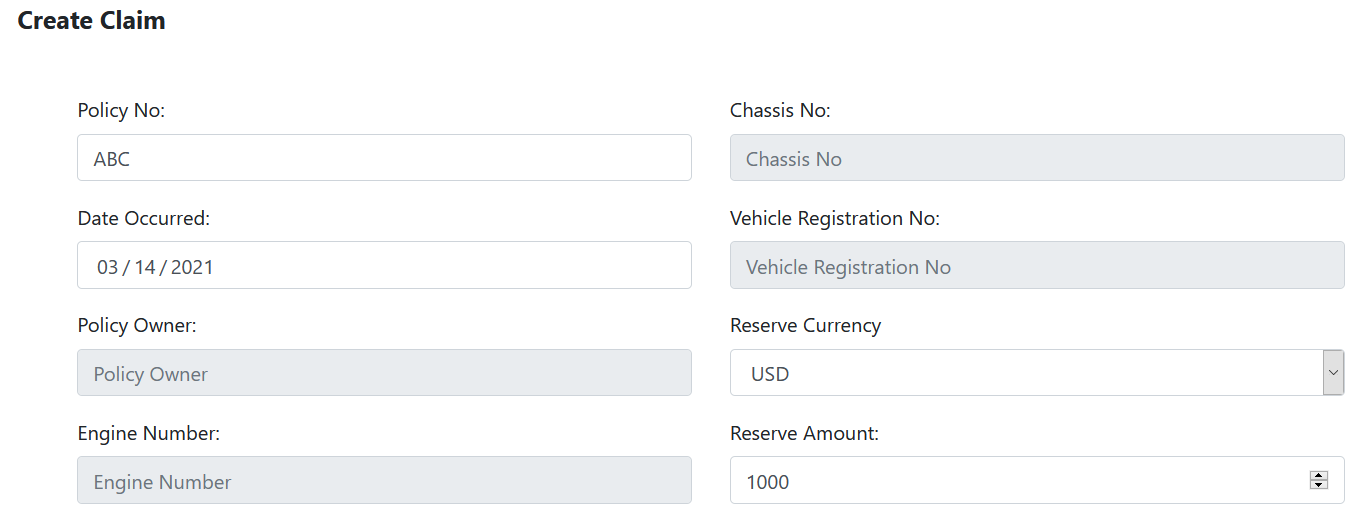 Create Claim
Policy No:
ABC
Chassis No:
Chassis No
Date Occurred:
03 / 14 / 2021
Vehicle Registration No:
Vehicle Registration No
Policy Owner:
Policy Owner
Reserve Currency
USD
Engine Number:
Engine Number
Reserve Amount:
1000